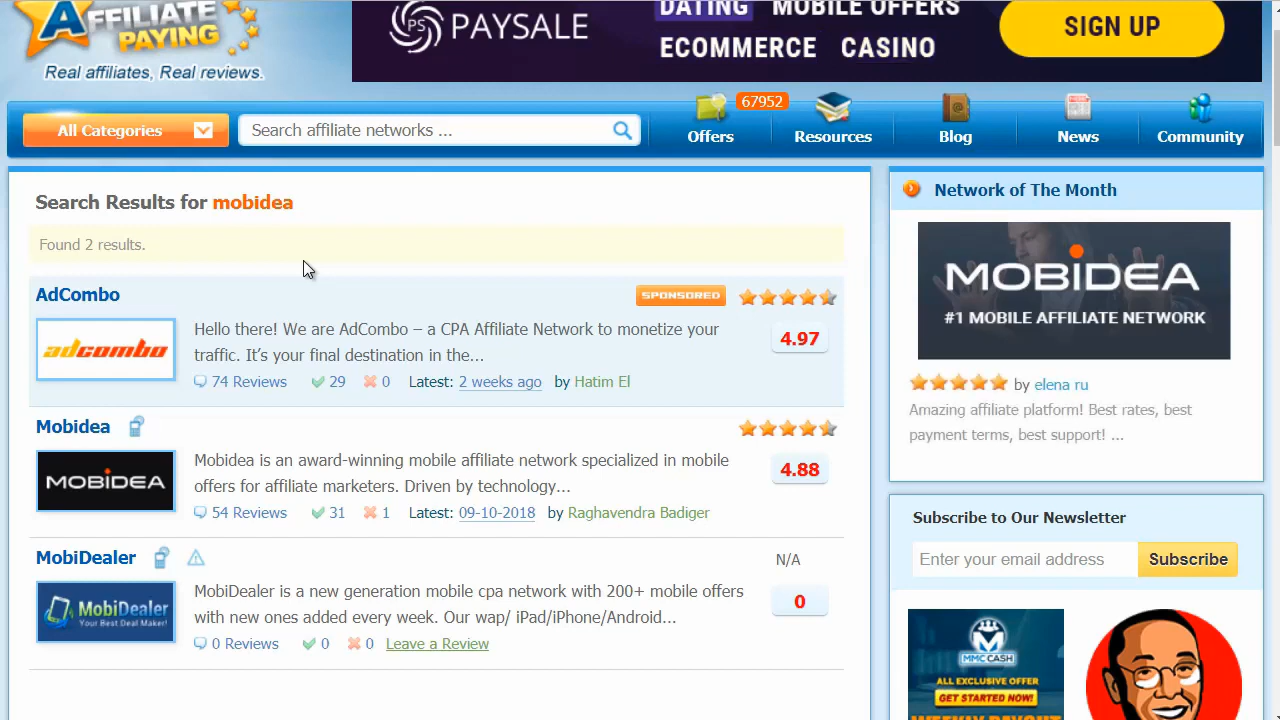 AFFILIATE
PAYING
Real affiliates, Real reviews.
PS PAYSALE
DATING MOBILE OFFERS
ECOMMERCE CASINO
SIGN UP
All Categories
Search affiliate networks ...
67952
Offers
Resources
Blog
News
Community
Search Results for mobidea
Found 2 results.
AdCombo
SPONSORED
adcombo
Hello there! We are AdCombo – a CPA Affiliate Network to monetize your
traffic. It's your final destination in the...
4.97
74 Reviews 29 0 Latest: 2 weeks ago by Hatim El
Mobidea
MOBIDEA
Mobidea is an award-winning mobile affiliate network specialized in mobile
offers for affiliate marketers. Driven by technology...
4.88
54 Reviews 31 1 Latest: 09-10-2018 by Raghavendra Badiger
MobiDealer
N/A
MobiDealer
Your Best Deal Maker!
MobiDealer is a new generation mobile cpa network with 200+ mobile offers
with new ones added every week. Our wap/ iPad/iPhone/Android...
0
0 Reviews 0 0 Leave a Review
Network of The Month
MOBIDEA
#1 MOBILE AFFILIATE NETWORK
by elena ru
Amazing affiliate platform! Best rates, best
payment terms, best support! ...
Subscribe to Our Newsletter
Enter your email address
Subscribe
MMC CASH
ALL EXCLUSIVE OFFER
GET STARTED NOW!
WEEKLY PAYOUT